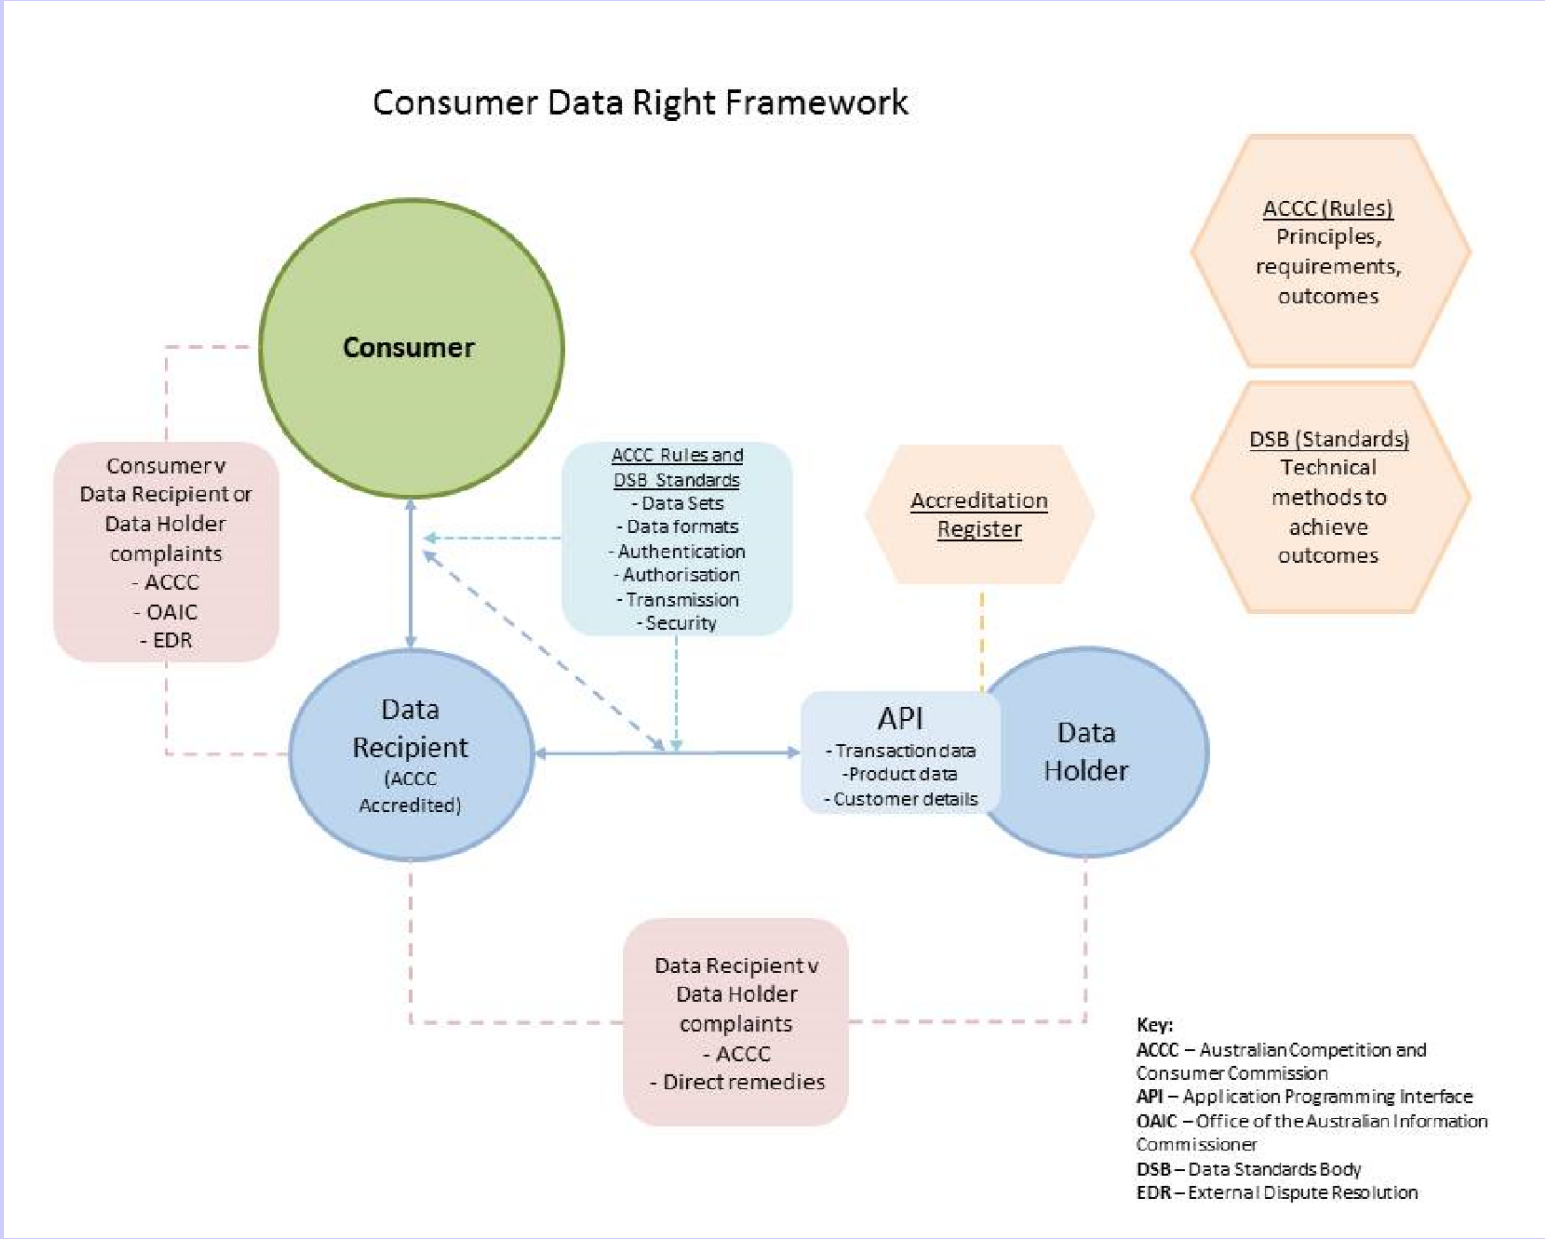 Consumer Data Right Framework
ACCC (Rules)
Principles,
requirements,
outcomes
Consumer
DSB (Standards)
Technical
methods to
achieve
outcomes
Consumer v
Data Recipient or
Data Holder
complaints
- ACCC
- OAIC
- EDR
ACCC Rules and
DSB Standards
- Data Sets
- Data formats
- Authentication
- Authorisation
- Transmission
- Security
Accreditation
Register
Data
Recipient
(ACCC
Accredited)
API
- Transaction data
-Product data
- Customer details
Data
Holder
Data Recipient v
Data Holder
complaints
- ACCC
- Direct remedies
Key:
ACCC – Australian Competition and
Consumer Commission
API – Application Programming Interface
OAIC – Office of the Australian Information
Commissioner
DSB – Data Standards Body
EDR – External Dispute Resolution